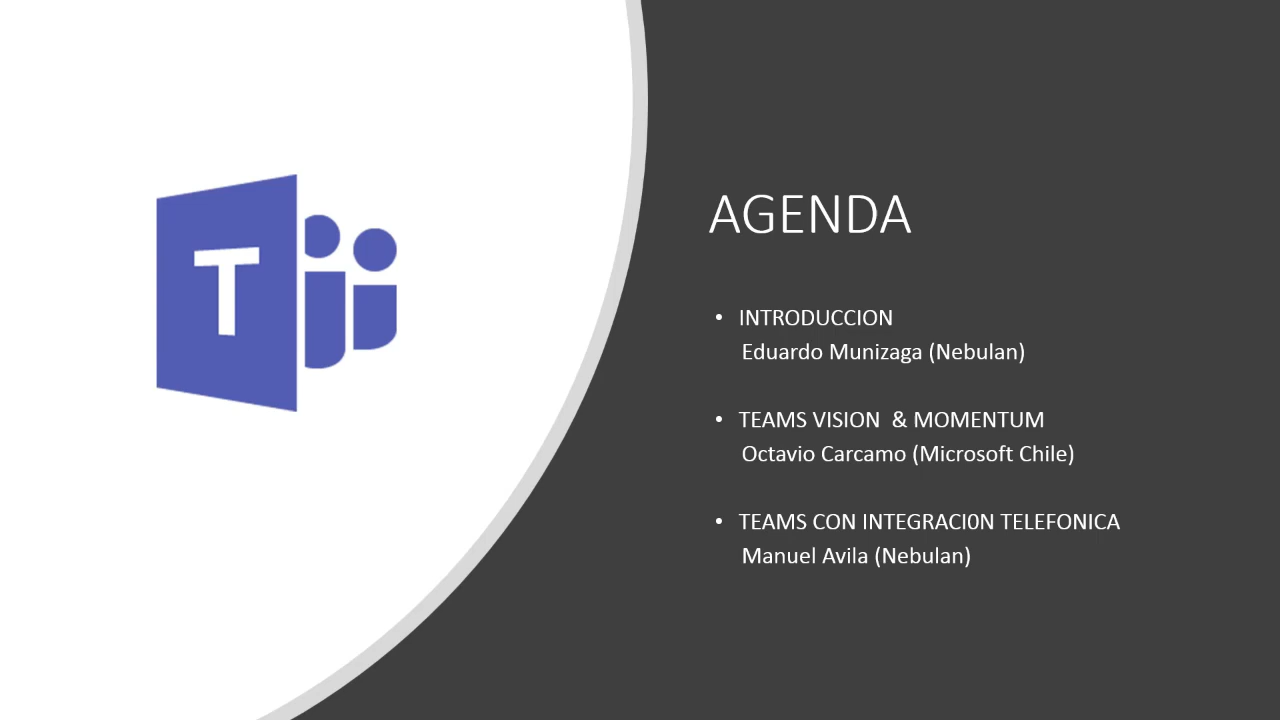 T
AGENDA
• INTRODUCCION
Eduardo Munizaga (Nebulan)
• TEAMS VISION & MOMENTUM
Octavio Carcamo (Microsoft Chile)
• TEAMS CON INTEGRACI0N TELEFONICA
Manuel Avila (Nebulan)